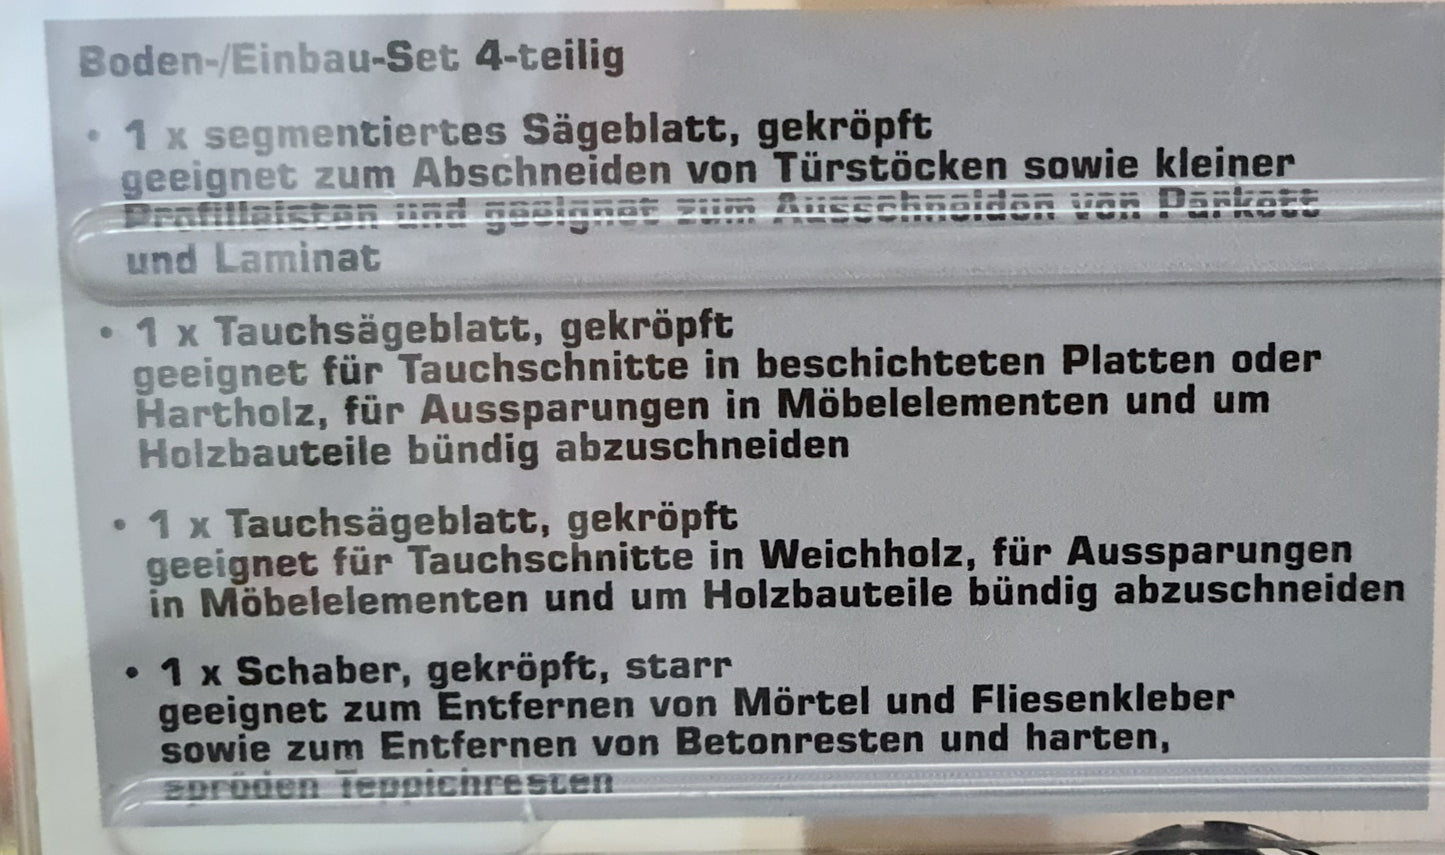 Boden-/Einbau-Set 4-teilig
• 1 x segmentiertes Sägeblatt, gekröpft
geeignet zum Abschneiden von Türstöcken sowie kleiner
Profilleisten und geeignet zum Ausschneiden von Parkett
und Laminat
• 1 x Tauchsägeblatt, gekröpft
geeignet für Tauchschnitte in beschichteten Platten oder
Hartholz, für Aussparungen in Möbelelementen und um
Holzbauteile bündig abzuschneiden
• 1 x Tauchsägeblatt, gekröpft
geeignet für Tauchschnitte in Weichholz, für Aussparungen
in Möbelelementen und um Holzbauteile bündig abzuschneiden
• 1 x Schaber, gekröpft, starr
geeignet zum Entfernen von Mörtel und Fliesenkleber
sowie zum Entfernen von Betonresten und harten,
spröden Teppichresten